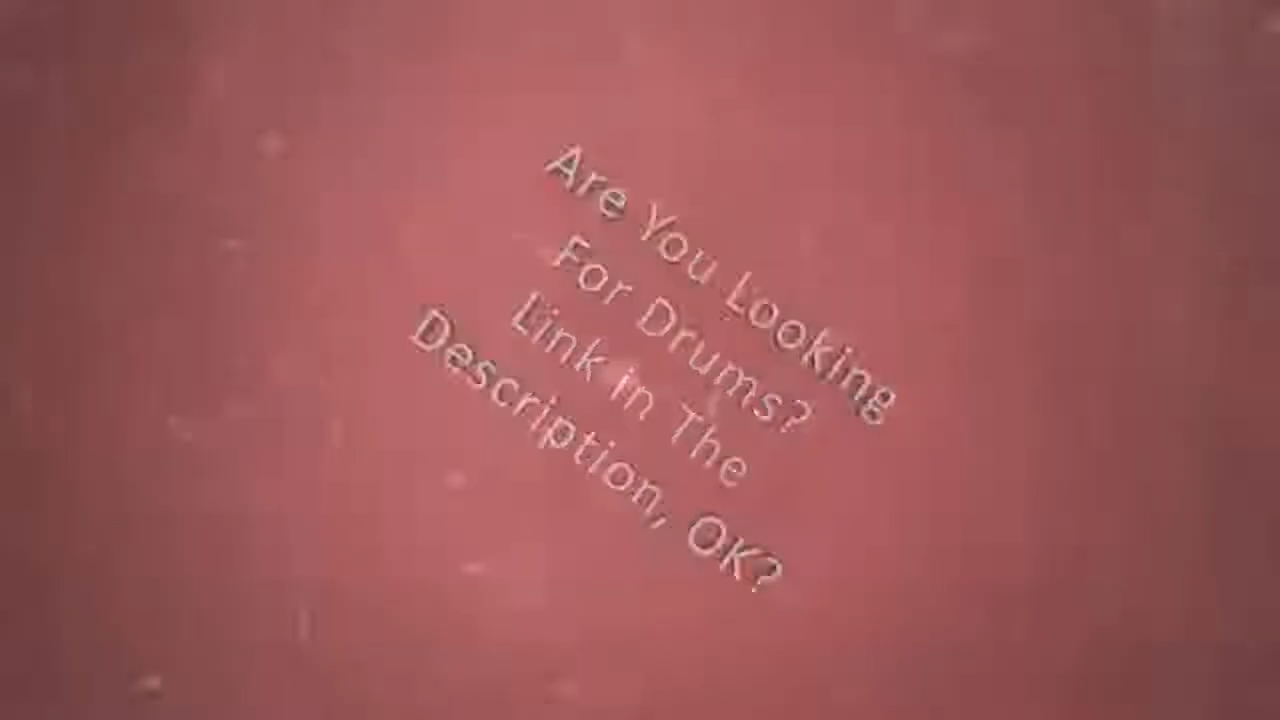 Are You Looking
For Drums?
Link in The
Description, OK?